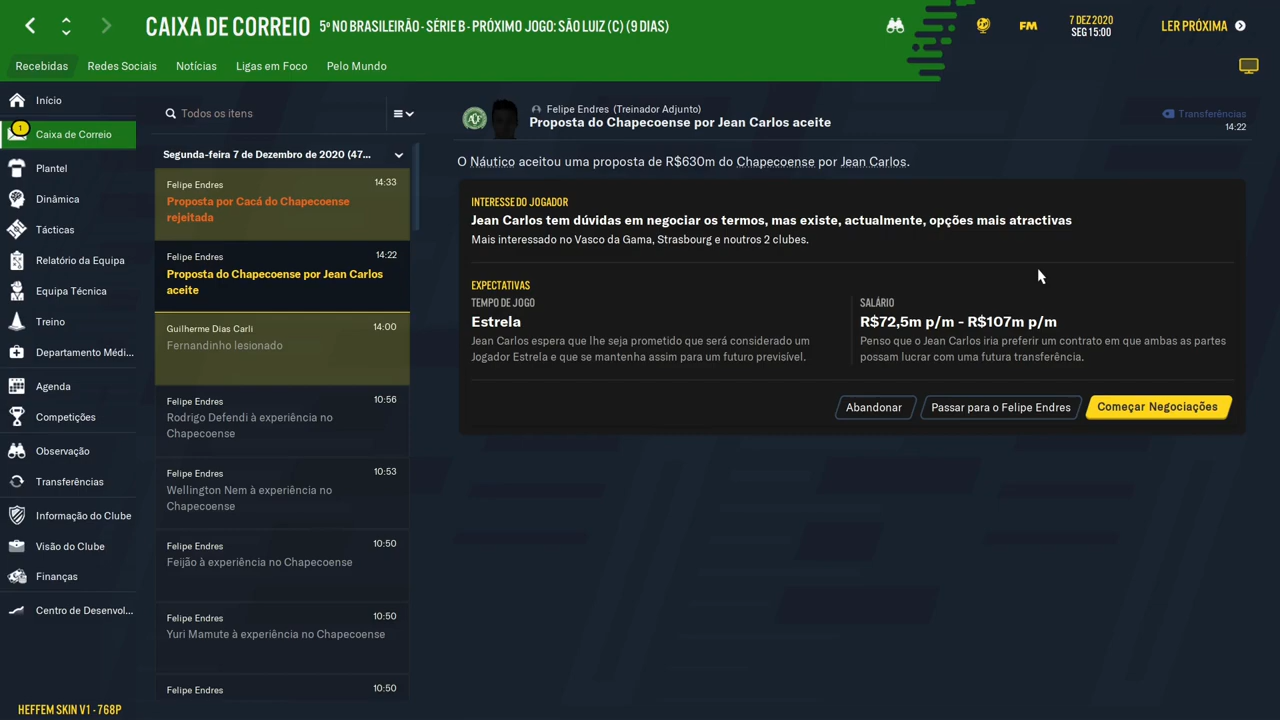 CAIXA DE CORREIO
5º NO BRASILEIRÃO - SÉRIE B - PRÓXIMO JOGO: SÃO LUIZ (C) (9 DIAS)
FM
7 DEZ 2020
SEG 15:00
LER PRÓXIMA
Recebidas
Redes Sociais
Notícias
Ligas em Foco
Pelo Mundo
Início
1
Caixa de Correio
Plantel
Dinâmica
Tácticas
Relatório da Equipa
Equipa Técnica
Treino
Departamento Médi...
Agenda
Competições
Observação
Transferências
Informação do Clube
Visão do Clube
Finanças
Centro de Desenvol...
HEFFEM SKIN V1 - 768P
Todos os itens
Segunda-feira 7 de Dezembro de 2020 (47...
Felipe Endres
14:33
Proposta por Cacá do Chapecoense
rejeitada
Felipe Endres
14:22
Proposta do Chapecoense por Jean Carlos
aceite
Guilherme Dias Carli
14:00
Fernandinho lesionado
Felipe Endres
10:56
Rodrigo Defendi à experiência no
Chapecoense
Felipe Endres
10:53
Wellington Nem à experiência no
Chapecoense
Felipe Endres
10:50
Feijão à experiência no Chapecoense
Felipe Endres
10:50
Yuri Mamute à experiência no Chapecoense
Felipe Endres
10:50
Felipe Endres (Treinador Adjunto)
Proposta do Chapecoense por Jean Carlos aceite
Transferências
14:22
O Náutico aceitou uma proposta de R$630m do Chapecoense por Jean Carlos.
INTERESSE DO JOGADOR
Jean Carlos tem dúvidas em negociar os termos, mas existe, actualmente, opções mais atractivas
Mais interessado no Vasco da Gama, Strasbourg e noutros 2 clubes.
EXPECTATIVAS
TEMPO DE JOGO
Estrela
Jean Carlos espera que lhe seja prometido que será considerado um
Jogador Estrela e que se mantenha assim para um futuro previsível.
SALÁRIO
R$72,5m p/m - R$107m p/m
Penso que o Jean Carlos iria preferir um contrato em que ambas as partes
possam lucrar com uma futura transferência.
Abandonar
Passar para o Felipe Endres
Começar Negociações